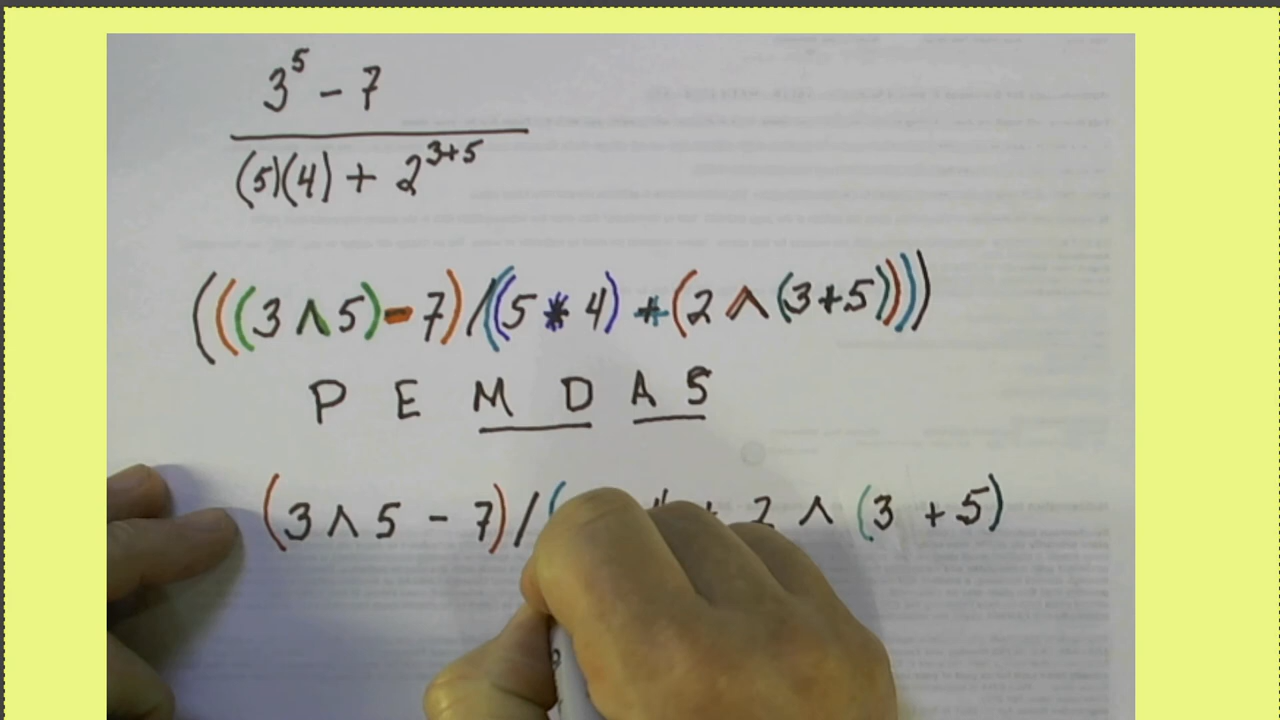 3^5 - 7
(5)(4) + 2^3+5
(((3 ∧ 5) - 7) / ((5 * 4) + (2 ∧ (3 + 5))))
P E M D A S
(3 ∧ 5 - 7) / ( 2 ∧ (3 + 5)